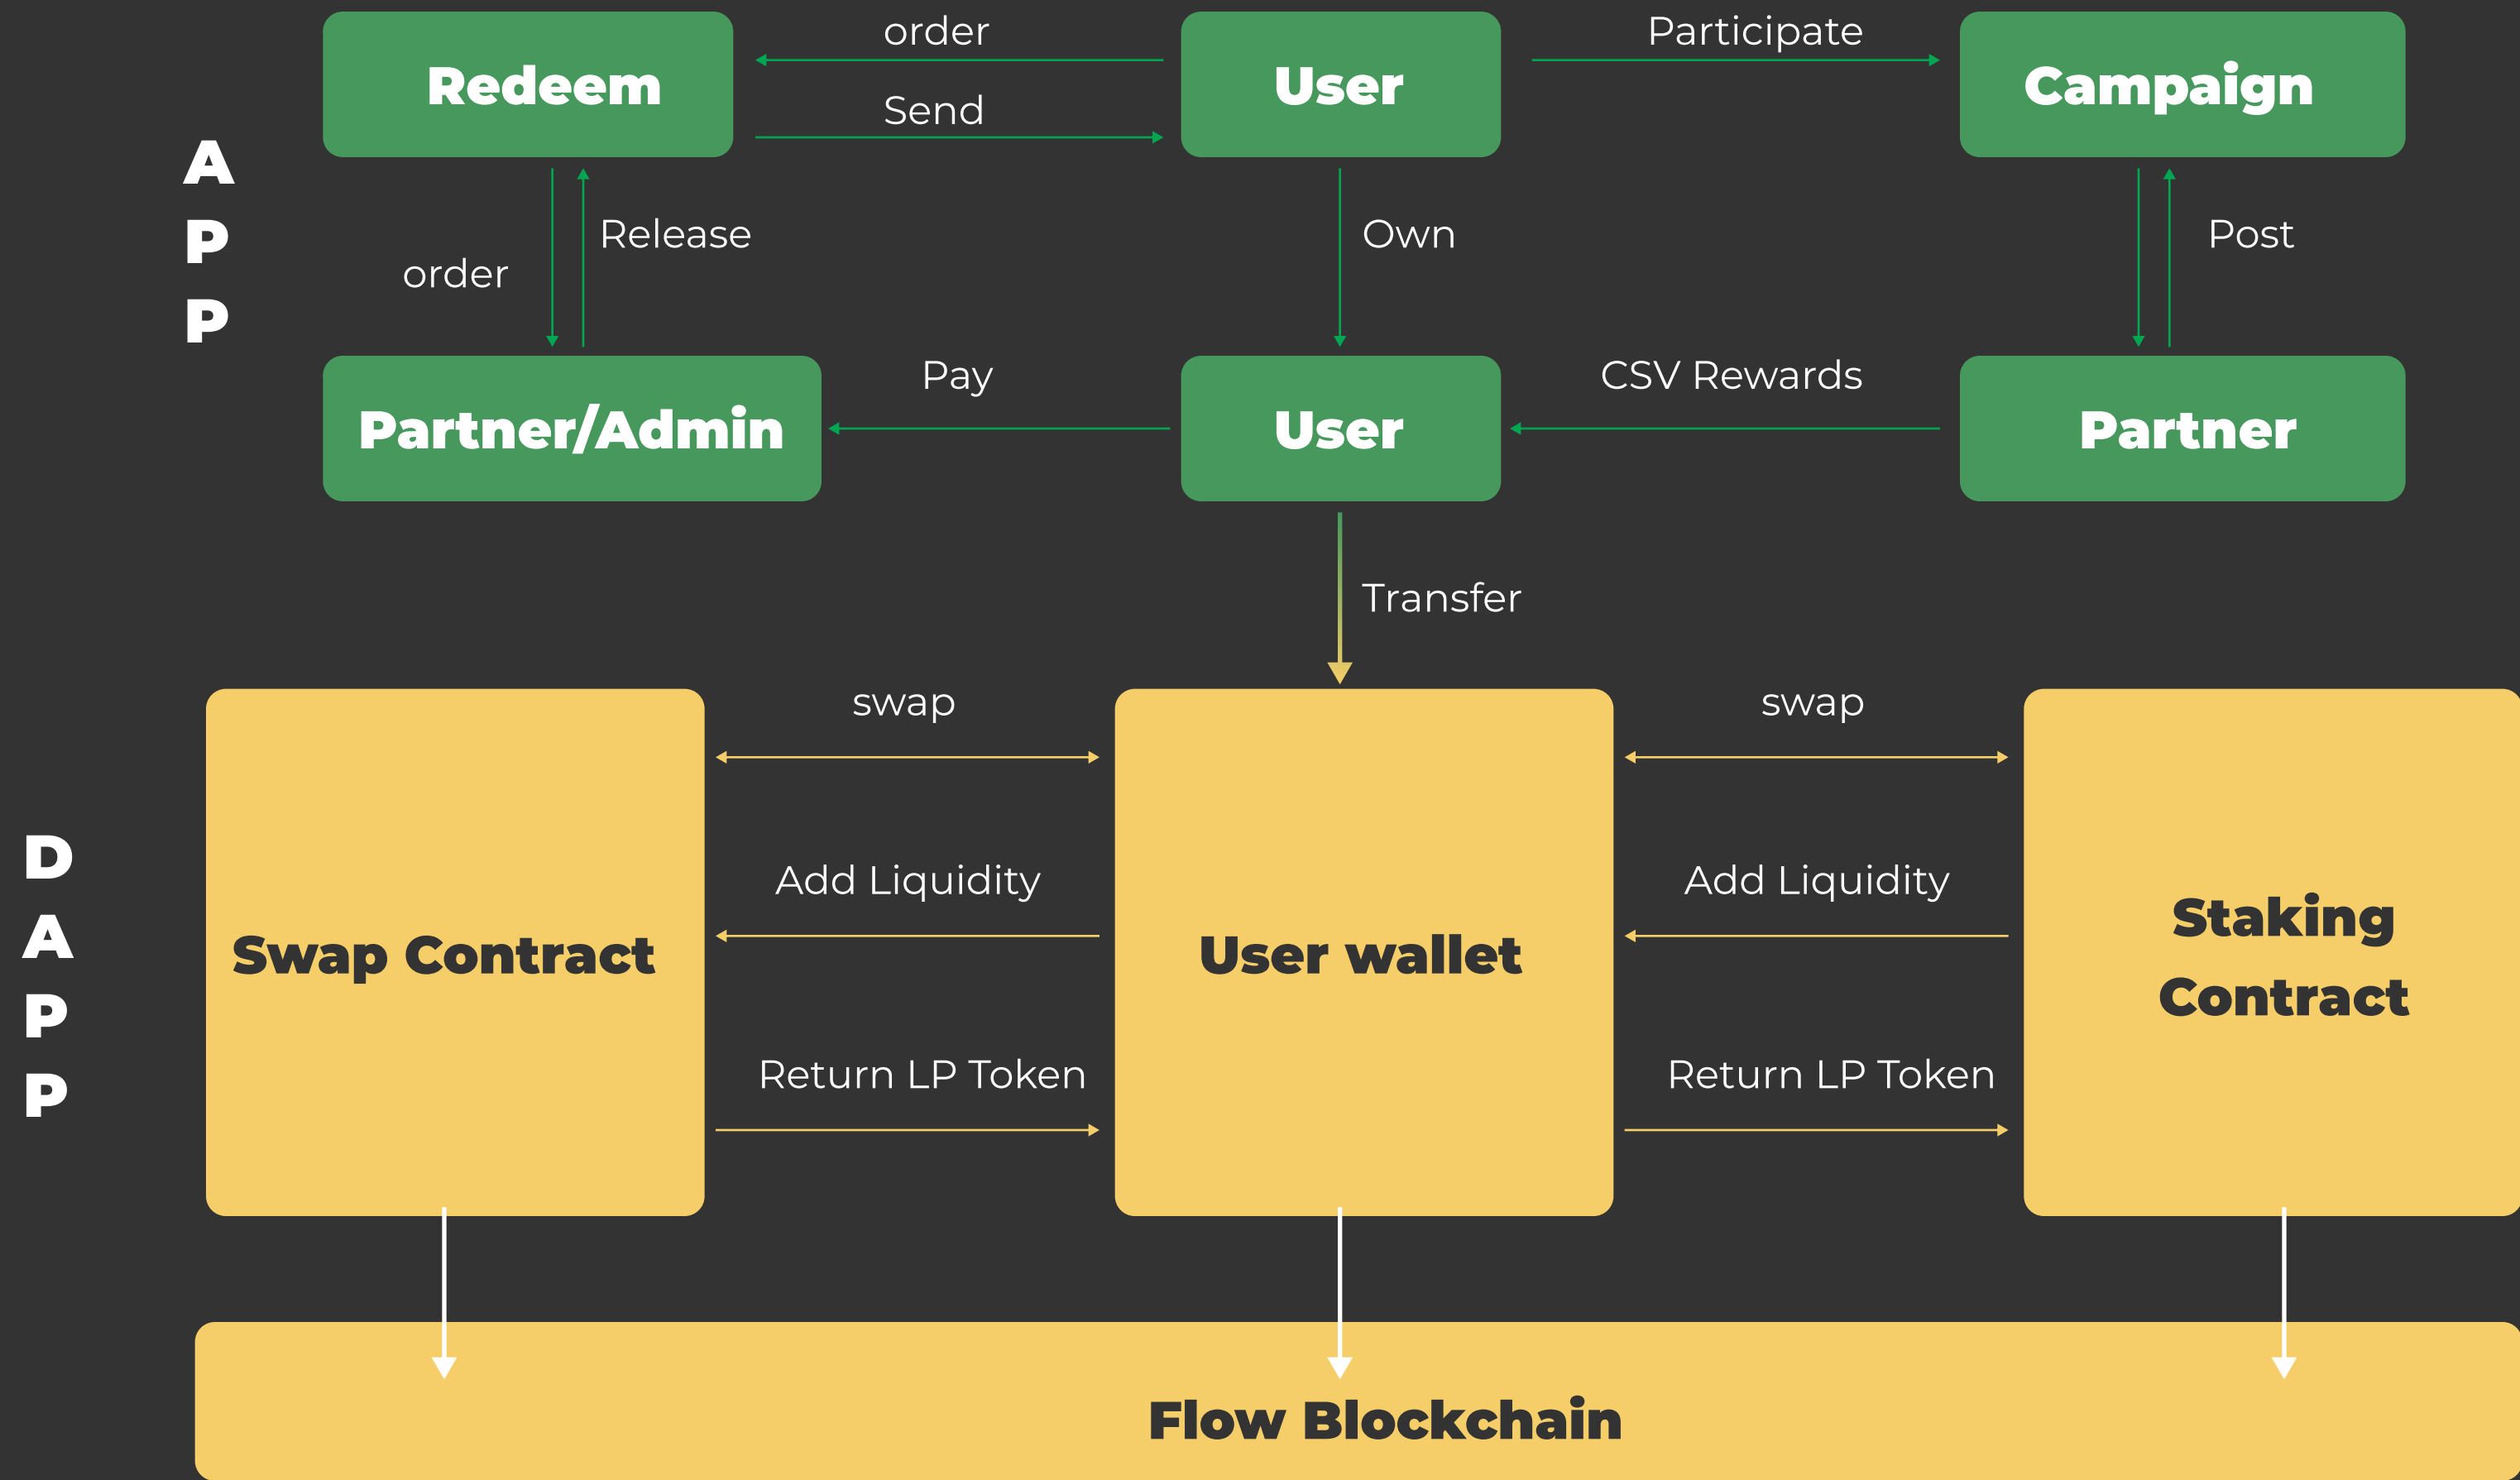 order
Participate
Redeem
User
Campaign
Send
A
P
P
Release
order
Own
Post
Pay
CSV Rewards
Partner/Admin
User
Partner
Transfer
swap
swap
D
A
P
P
Add Liquidity
Add Liquidity
Swap Contract
User wallet
Staking
Contract
Return LP Token
Return LP Token
Flow Blockchain